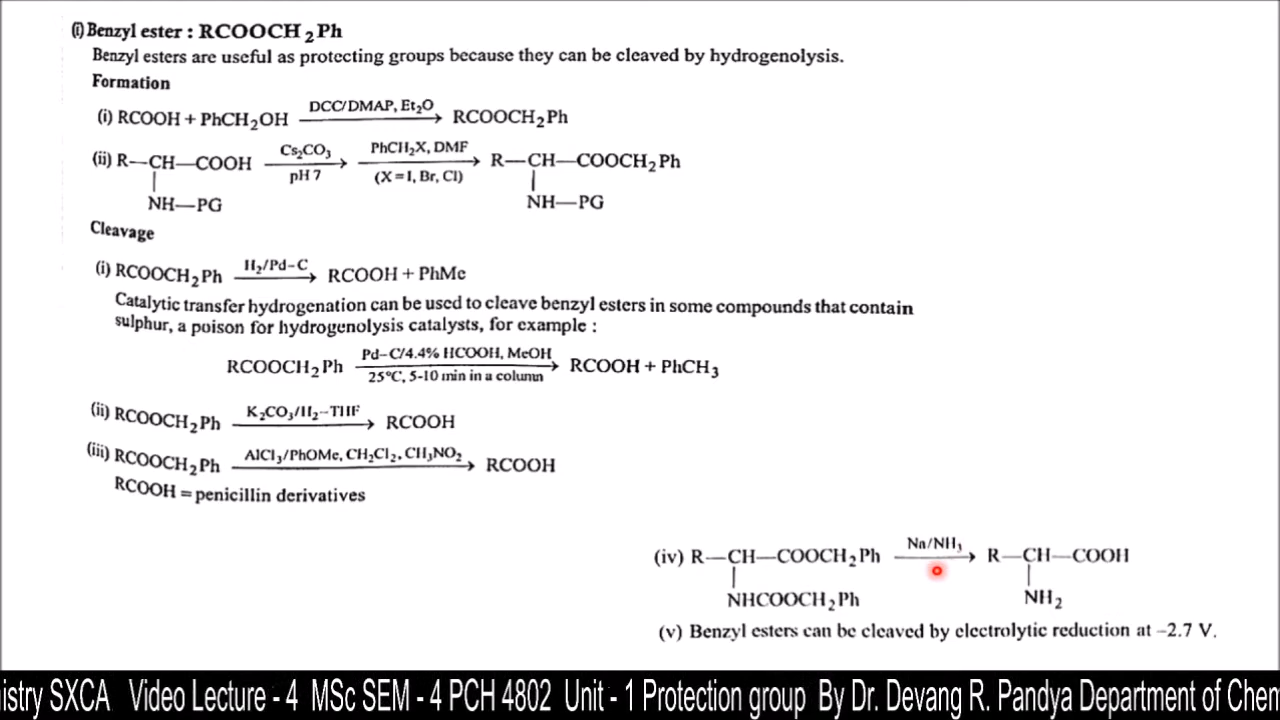 (i) Benzyl ester : RCOOCH₂Ph
Benzyl esters are useful as protecting groups because they can be cleaved by hydrogenolysis.
Formation
(i) RCOOH + PhCH₂OH DCC/DMAP, Et₂O RCOOCH₂Ph
(ii) R—CH—COOH Cs₂CO₃ pH 7 PhCH₂X, DMF (X = I, Br, Cl) R—CH—COOCH₂Ph
NH—PG NH—PG
Cleavage
(i) RCOOCH₂Ph H₂/Pd–C RCOOH + PhMe
Catalytic transfer hydrogenation can be used to cleave benzyl esters in some compounds that contain
sulphur, a poison for hydrogenolysis catalysts, for example :
RCOOCH₂Ph Pd–C/4.4% HCOOH, MeOH 25°C, 5-10 min in a column RCOOH + PhCH₃
(ii) RCOOCH₂Ph K₂CO₃/H₂–THF RCOOH
(iii) RCOOCH₂Ph AlCl₃/PhOMe, CH₂Cl₂, CH₃NO₂ RCOOH
RCOOH = penicillin derivatives
(iv) R—CH—COOCH₂Ph Na/NH₃ R—CH—COOH
NHCOOCH₂Ph NH₂
(v) Benzyl esters can be cleaved by electrolytic reduction at –2.7 V.
istry SXCA Video Lecture - 4 MSc SEM - 4 PCH 4802 Unit - 1 Protection group By Dr. Devang R. Pandya Department of Chem